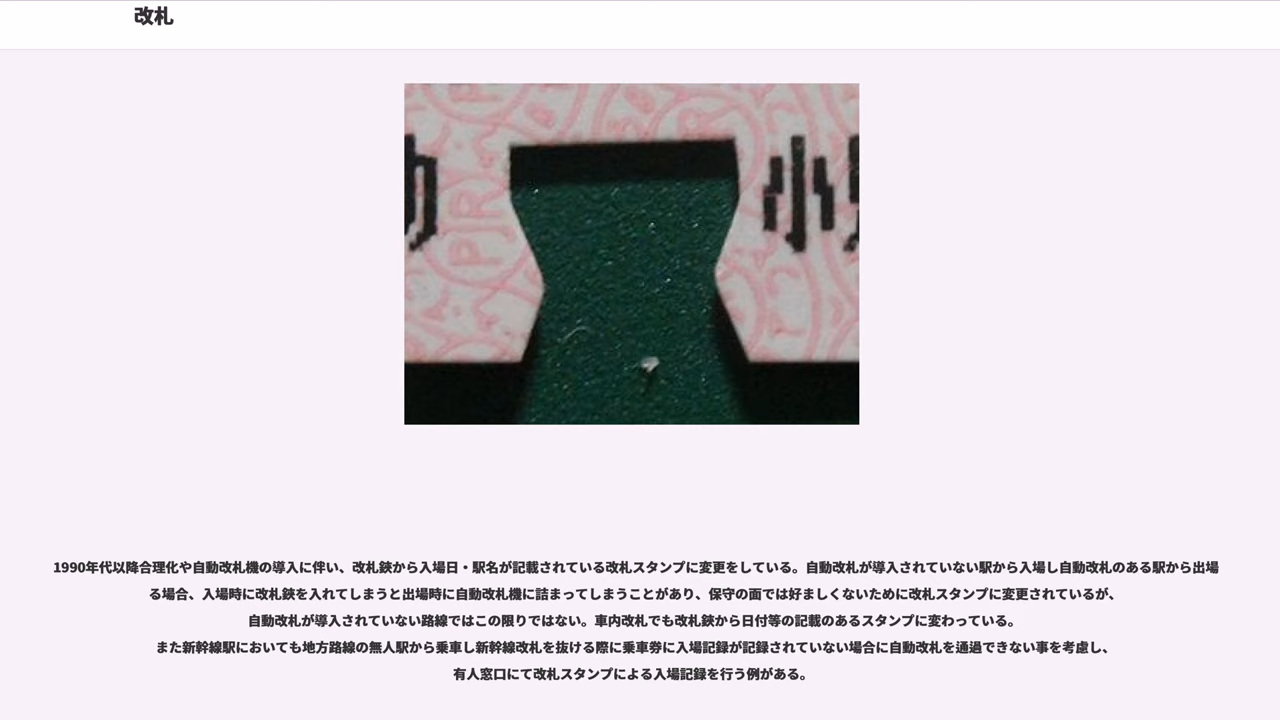 改札
小
1990年代以降合理化や自動改札機の導入に伴い、改札鋏から入場日・駅名が記載されている改札スタンプに変更をしている。自動改札が導入されていない駅から入場し自動改札のある駅から出場
る場合、入場時に改札鋏を入れてしまうと出場時に自動改札機に詰まってしまうことがあり、保守の面では好ましくないために改札スタンプに変更されているが、
自動改札が導入されていない路線ではこの限りではない。車内改札でも改札鋏から日付等の記載のあるスタンプに変わっている。
また新幹線駅においても地方路線の無人駅から乗車し新幹線改札を抜ける際に乗車券に入場記録が記録されていない場合に自動改札を通過できない事を考慮し、
有人窓口にて改札スタンプによる入場記録を行う例がある。